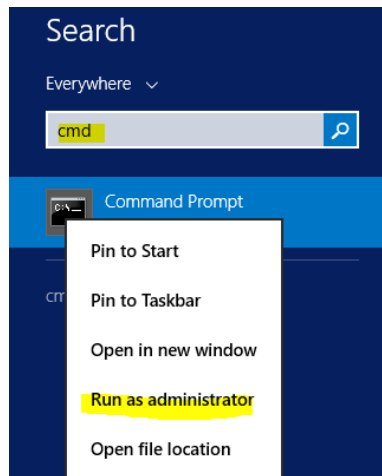 Search
Everywhere
cmd
Command Prompt
Pin to Start
cm
Pin to Taskbar
Open in new window
Run as administrator
Open file location